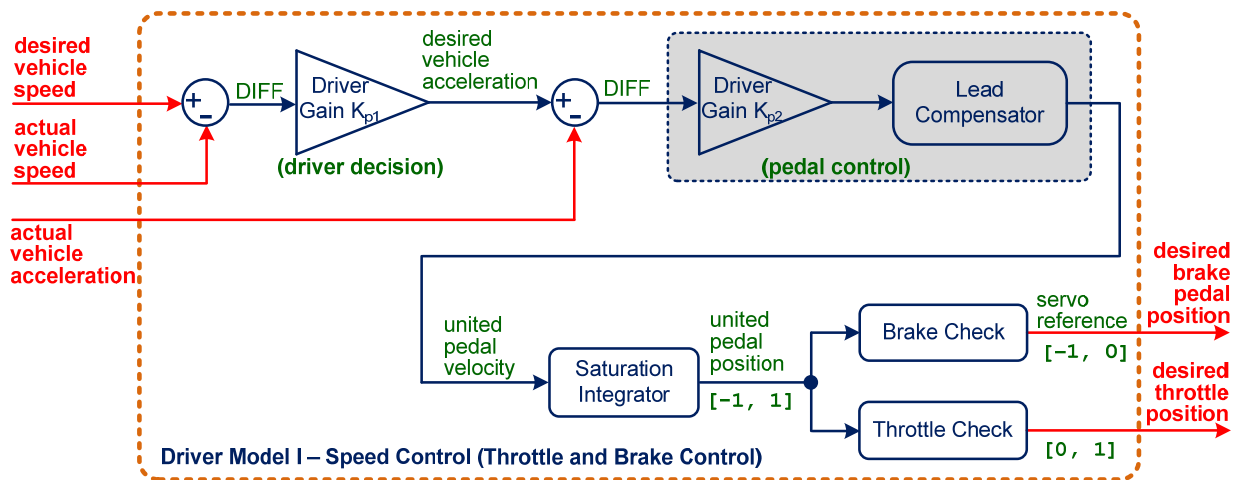 desired
vehicle
speed
actual
vehicle
speed
actual
vehicle
acceleration
+
-
DIFF
Driver
Gain Kp1
(driver decision)
desired
vehicle
acceleration
+
-
DIFF
Driver
Gain Kp2
Lead
Compensator
(pedal control)
united
pedal
velocity
Saturation
Integrator
united
pedal
position
[−1, 1]
Brake Check
servo
reference
[−1, 0]
desired
brake
pedal
position
Throttle Check
[0, 1]
desired
throttle
position
Driver Model I – Speed Control (Throttle and Brake Control)